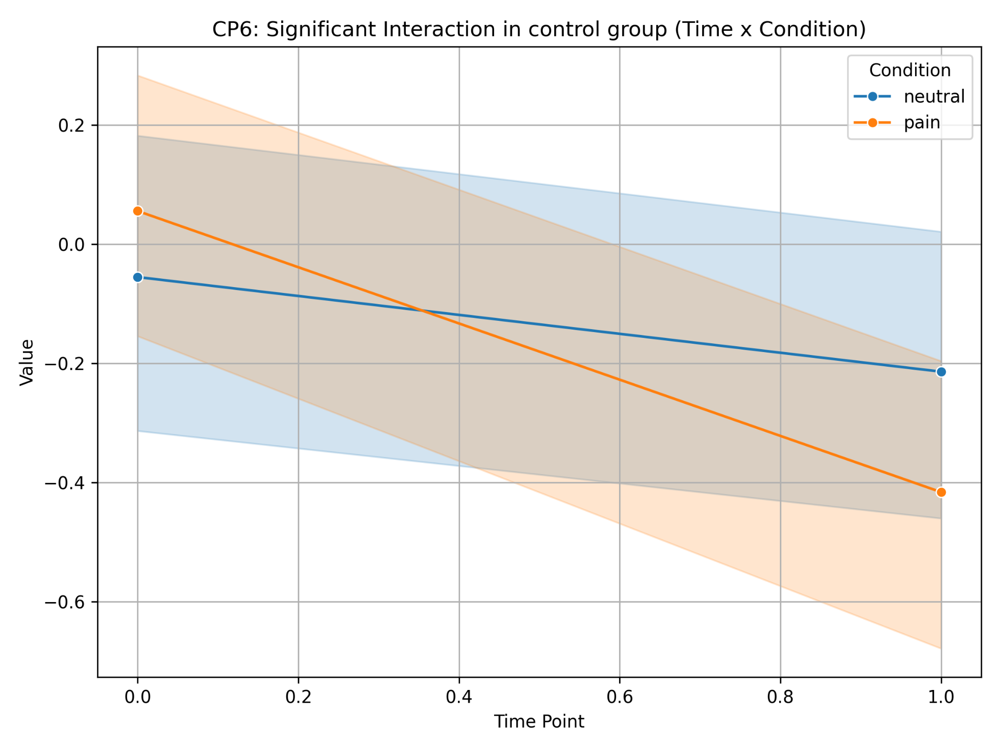 CP6: Significant Interaction in control group (Time x Condition)
Condition
neutral
pain
0.2
0.0
−0.2
−0.4
−0.6
Value
0.0 0.2 0.4 0.6 0.8 1.0
Time Point